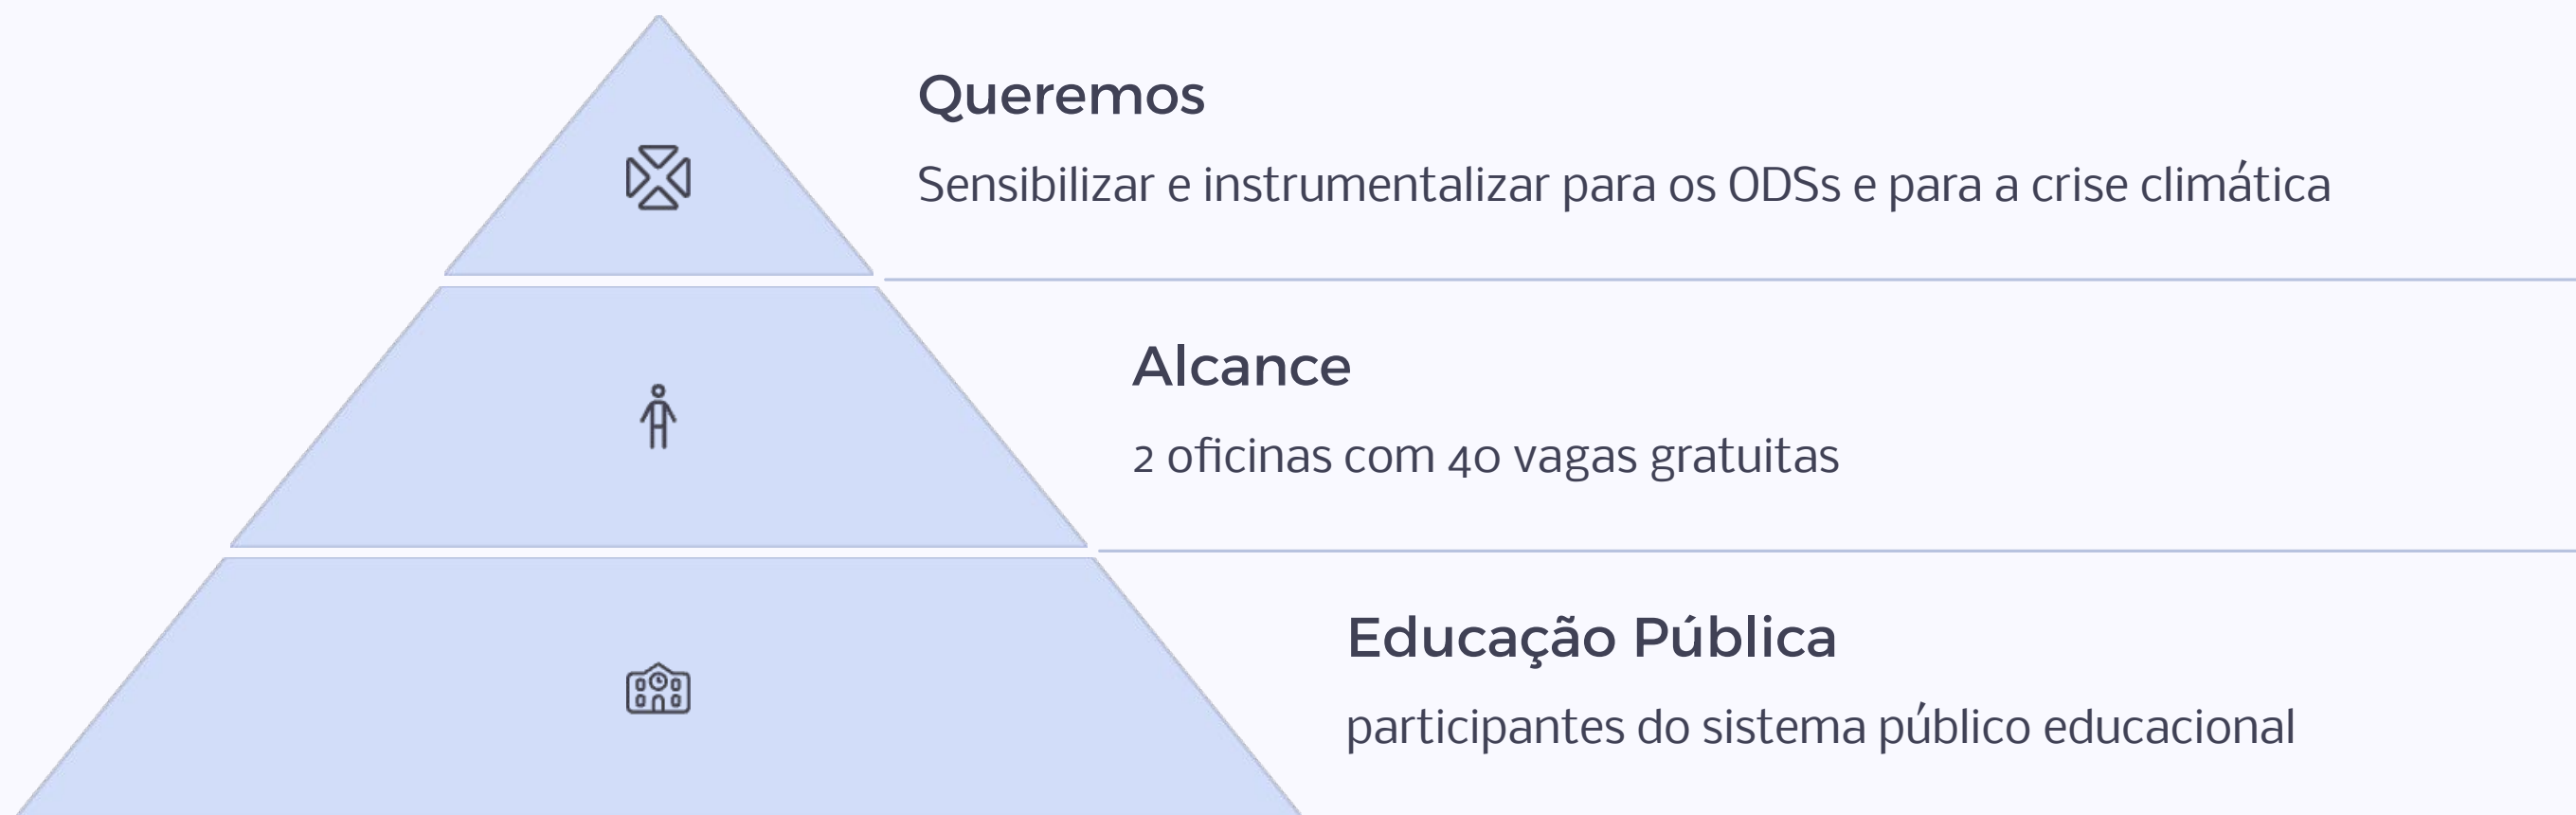 Queremos
Sensibilizar e instrumentalizar para os ODSs e para a crise climática
Alcance
2 oficinas com 40 vagas gratuitas
Educação Pública
participantes do sistema público educacional